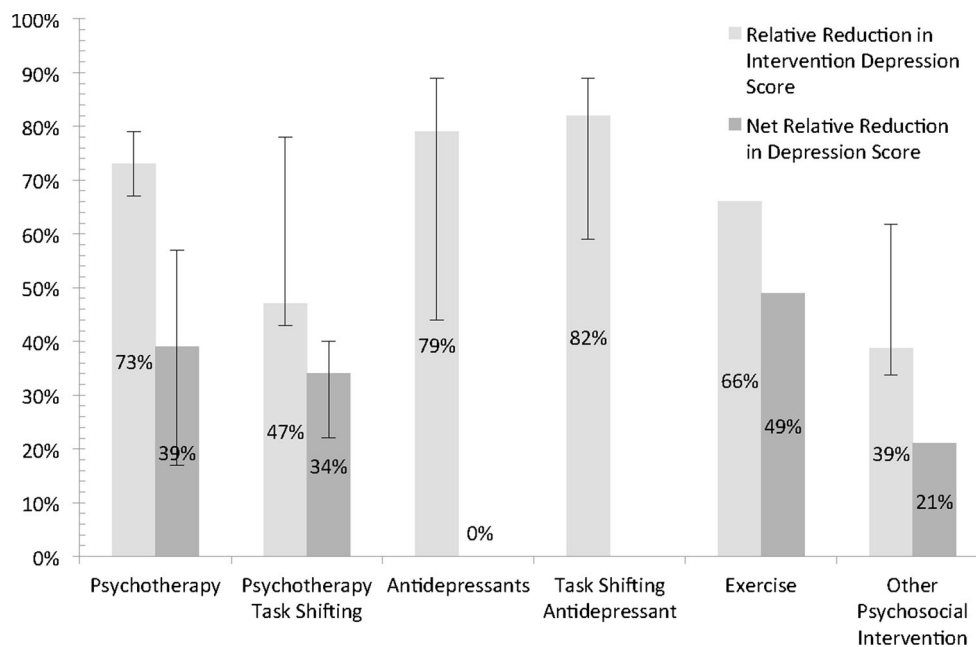 100%
90%
80%
70%
60%
50%
40%
30%
20%
10%
0%
Relative Reduction in
Intervention Depression
Score
Net Relative Reduction
in Depression Score
73%
39%
47%
34%
79%
0%
82%
66%
49%
39%
21%
Psychotherapy
Psychotherapy
Task Shifting
Antidepressants
Task Shifting
Antidepressant
Exercise
Other
Psychosocial
Intervention